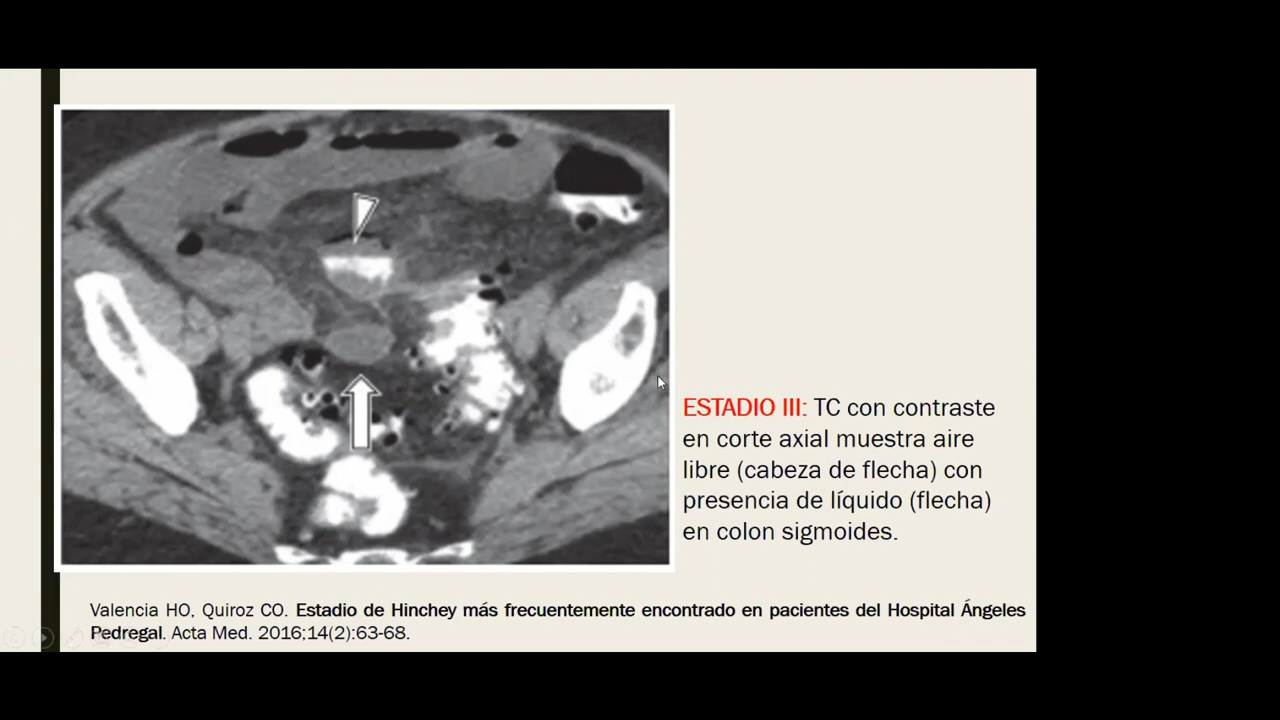 ESTADIO III: TC con contraste
en corte axial muestra aire
libre (cabeza de flecha) con
presencia de líquido (flecha)
en colon sigmoides.
Valencia HO, Quiroz CO. Estadio de Hinchey más frecuentemente encontrado en pacientes del Hospital Ángeles
Pedregal. Acta Med. 2016;14(2):63-68.